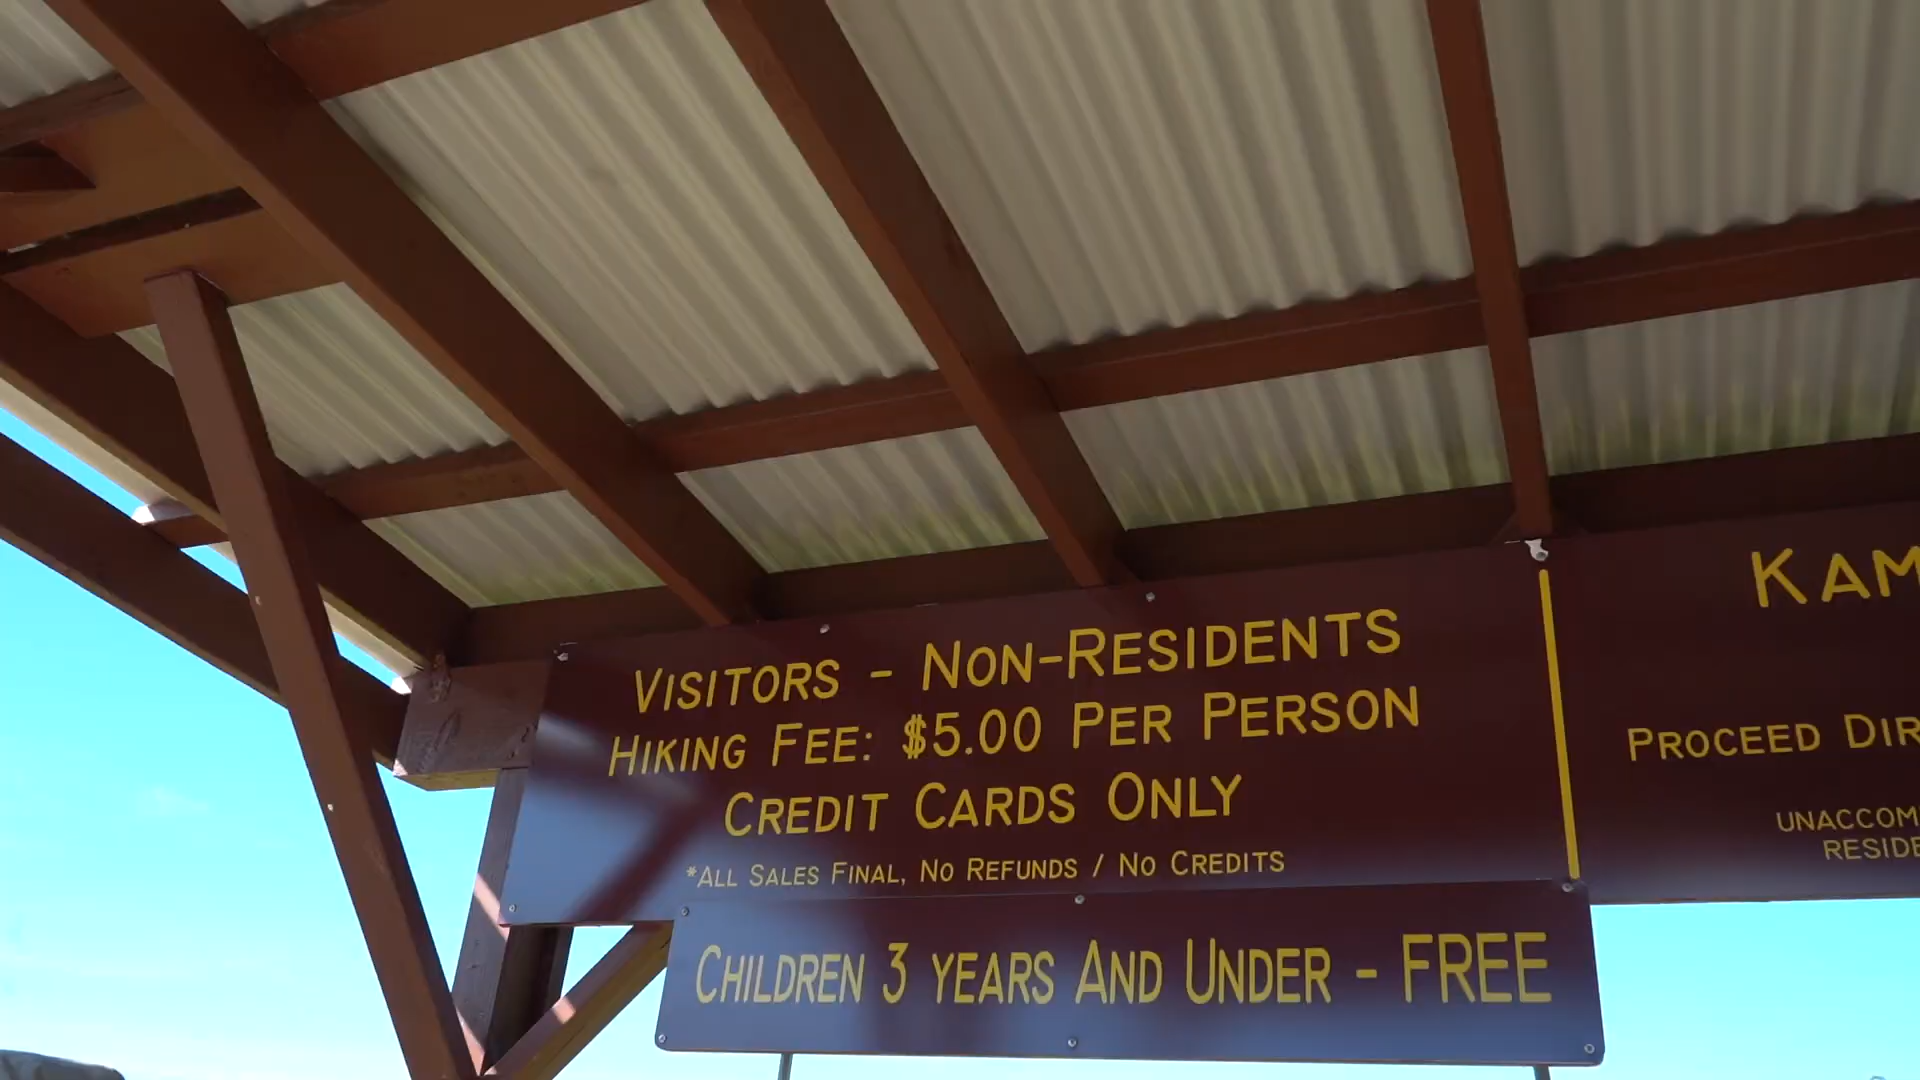 VISITORS - NON-RESIDENTS
HIKING FEE: $5.00 PER PERSON
CREDIT CARDS ONLY
*ALL SALES FINAL, NO REFUNDS / NO CREDITS
CHILDREN 3 YEARS AND UNDER - FREE
PROCEED